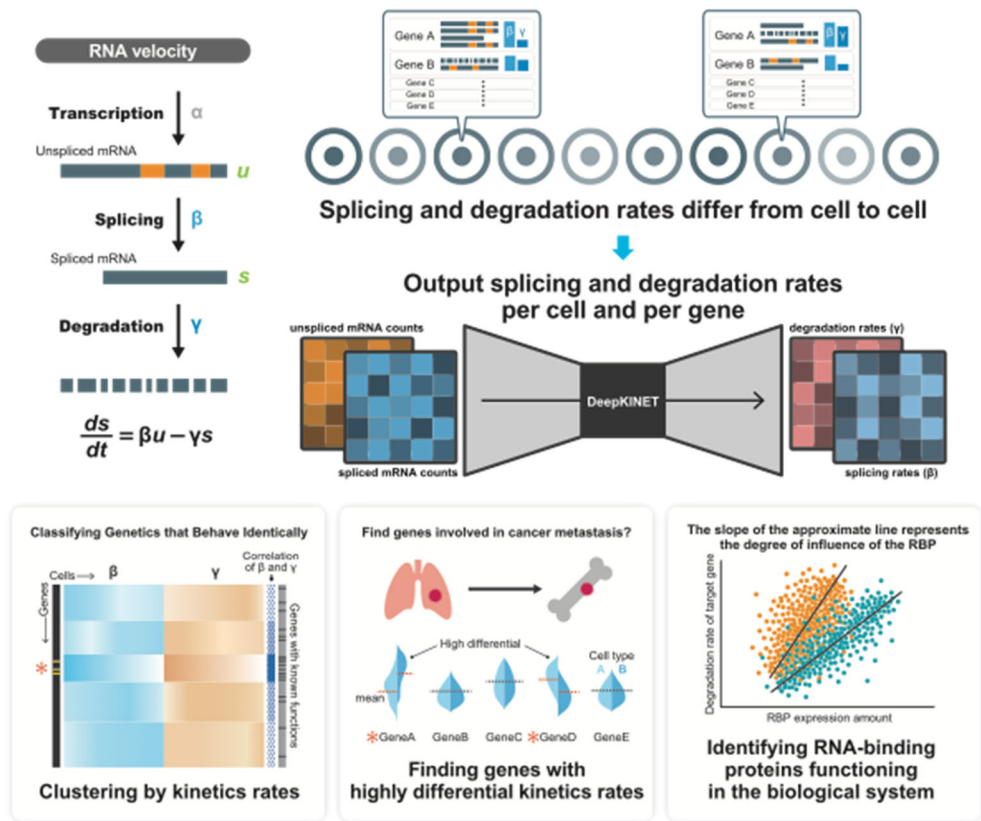 RNA velocity
Transcription α
Unspliced mRNA
u
Splicing β
Spliced mRNA
s
Degradation γ
ds
dt
= βu − γs
Gene A
β γ
Gene B
Gene C
Gene D
Gene E
Gene A
β γ
Gene B
Gene C
Gene D
Gene E
Splicing and degradation rates differ from cell to cell
Output splicing and degradation rates
per cell and per gene
unspliced mRNA counts
spliced mRNA counts
DeepKINET
degradation rates (γ)
splicing rates (β)
Classifying Genetics that Behave Identically
Correlation
of β and γ
Cells
β
γ
Genes
*
Genes with known functions
Clustering by kinetics rates
Find genes involved in cancer metastasis?
High differential
Cell type
A B
mean
*GeneA
GeneB
GeneC
*GeneD
GeneE
Finding genes with
highly differential kinetics rates
The slope of the approximate line represents
the degree of influence of the RBP
Degradation rate of target gene
RBP expression amount
Identifying RNA-binding
proteins functioning
in the biological system